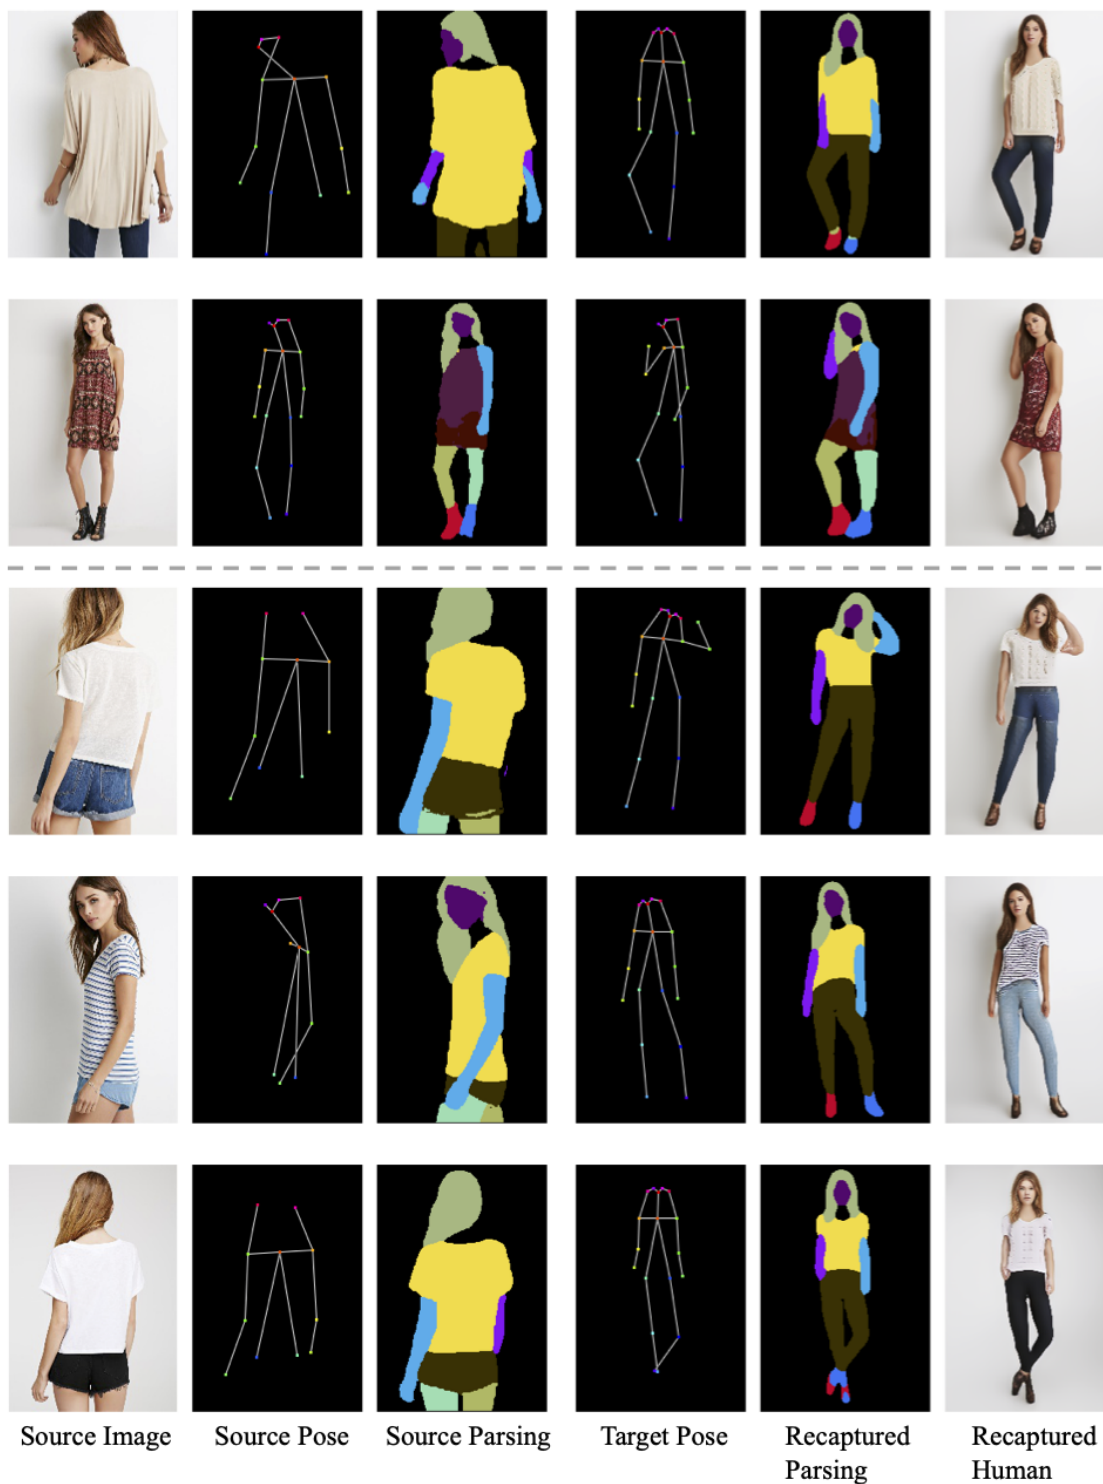 Source Image
Source Pose
Source Parsing
Target Pose
Recaptured
Parsing
Recaptured
Human